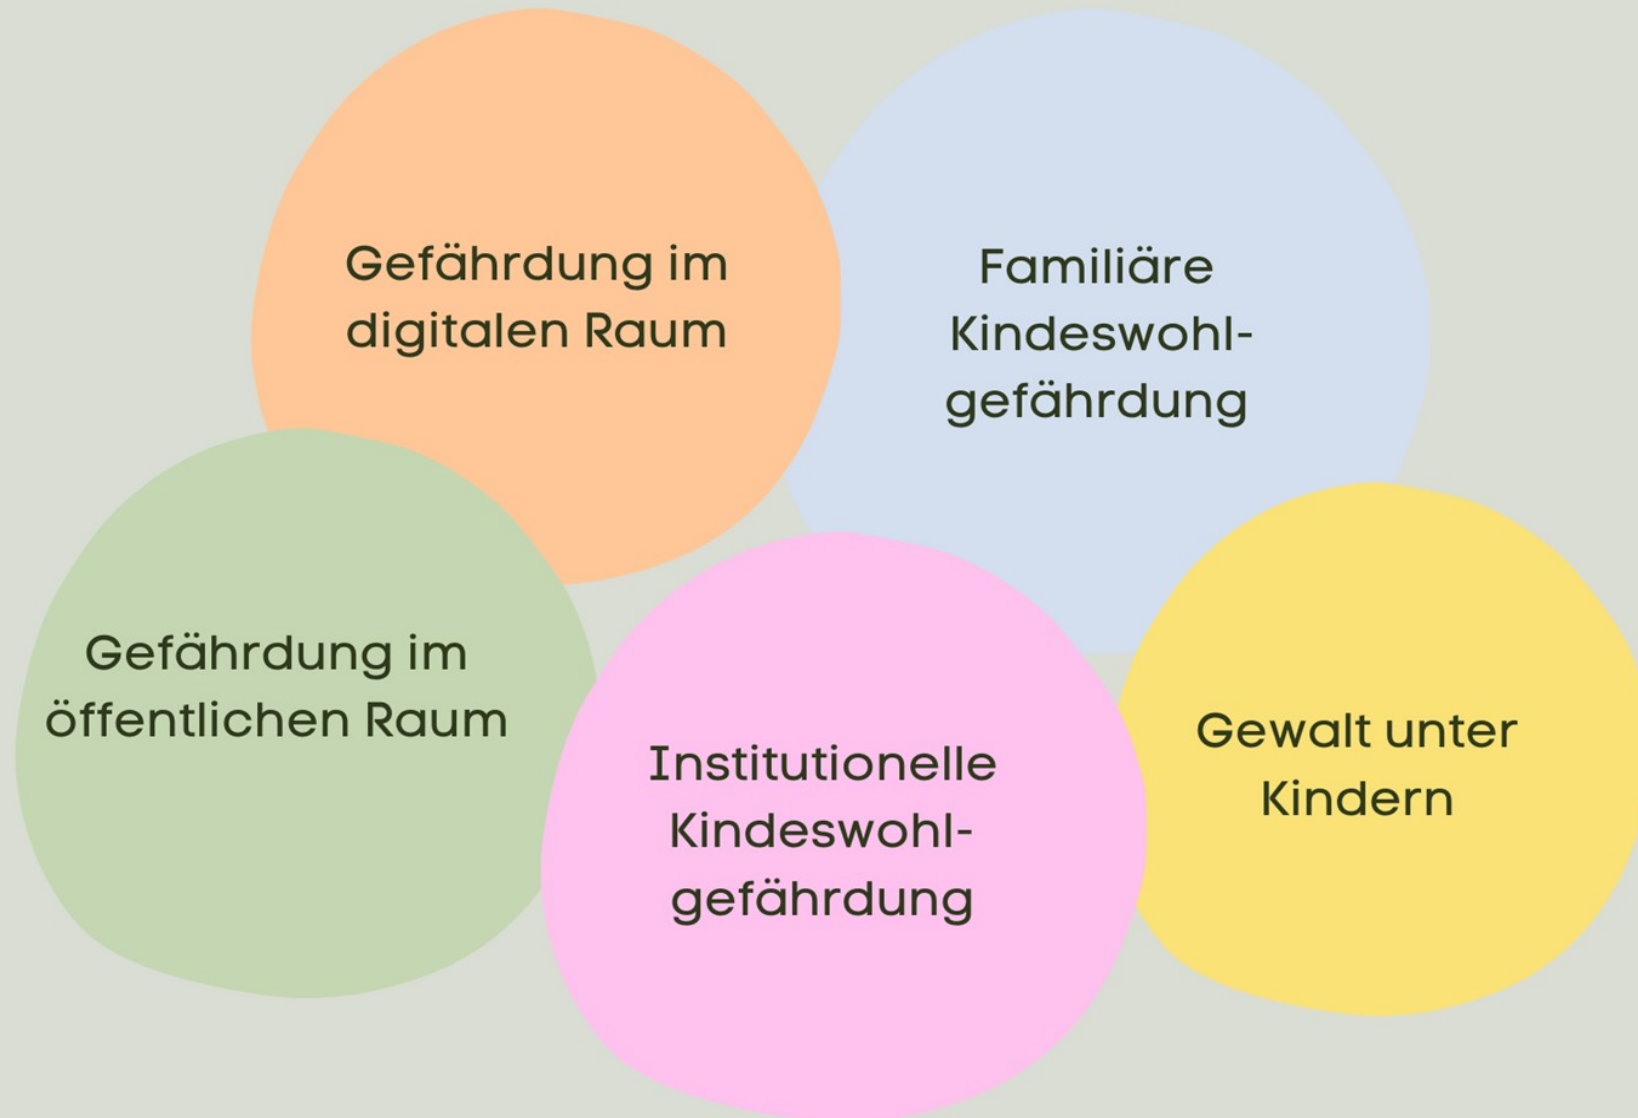 Gefährdung im
digitalen Raum
Familiäre
Kindeswohl-
gefährdung
Gefährdung im
öffentlichen Raum
Institutionelle
Kindeswohl-
gefährdung
Gewalt unter
Kindern